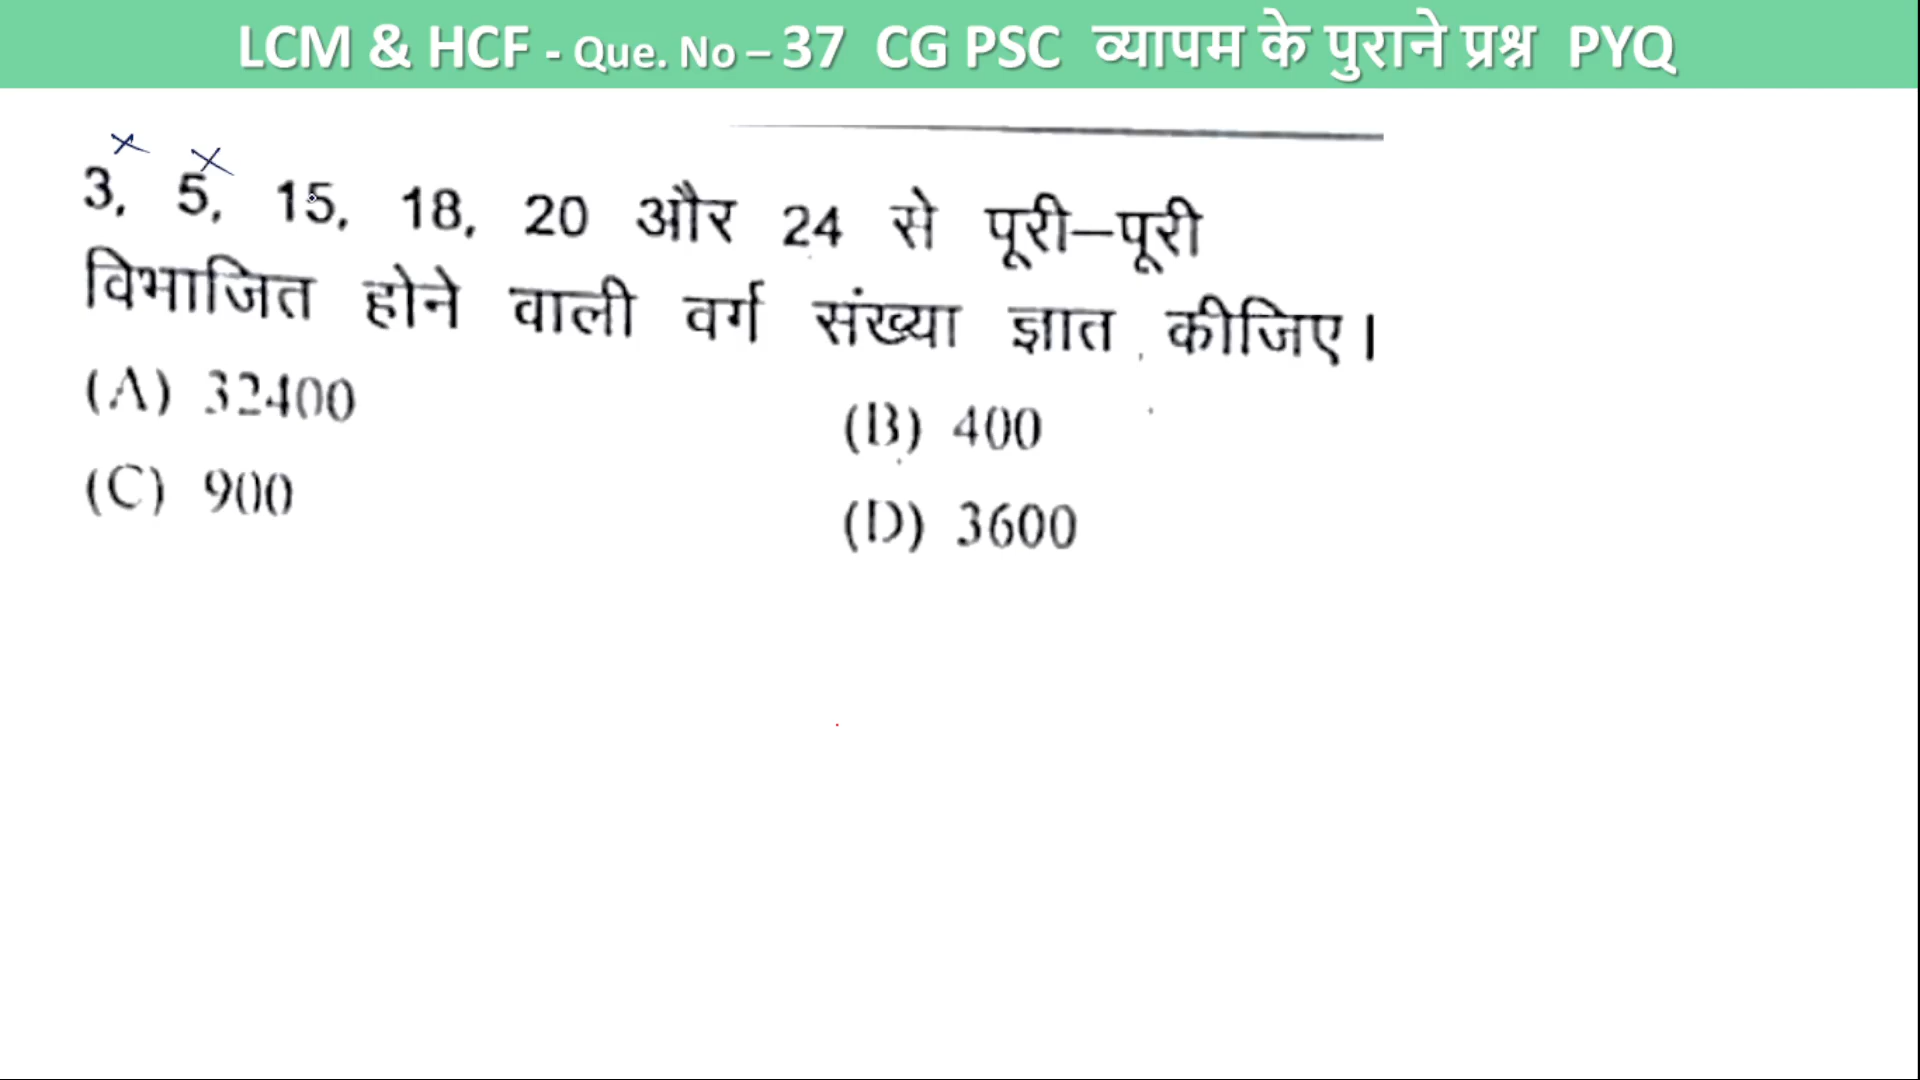 LCM & HCF - Que. No – 37 CG PSC व्यापम के पुराने प्रश्न PYQ
3, 5, 15, 18, 20 और 24 से पूरी–पूरी
विभाजित होने वाली वर्ग संख्या ज्ञात कीजिए।
(A) 32400
(B) 400
(C) 900
(D) 3600